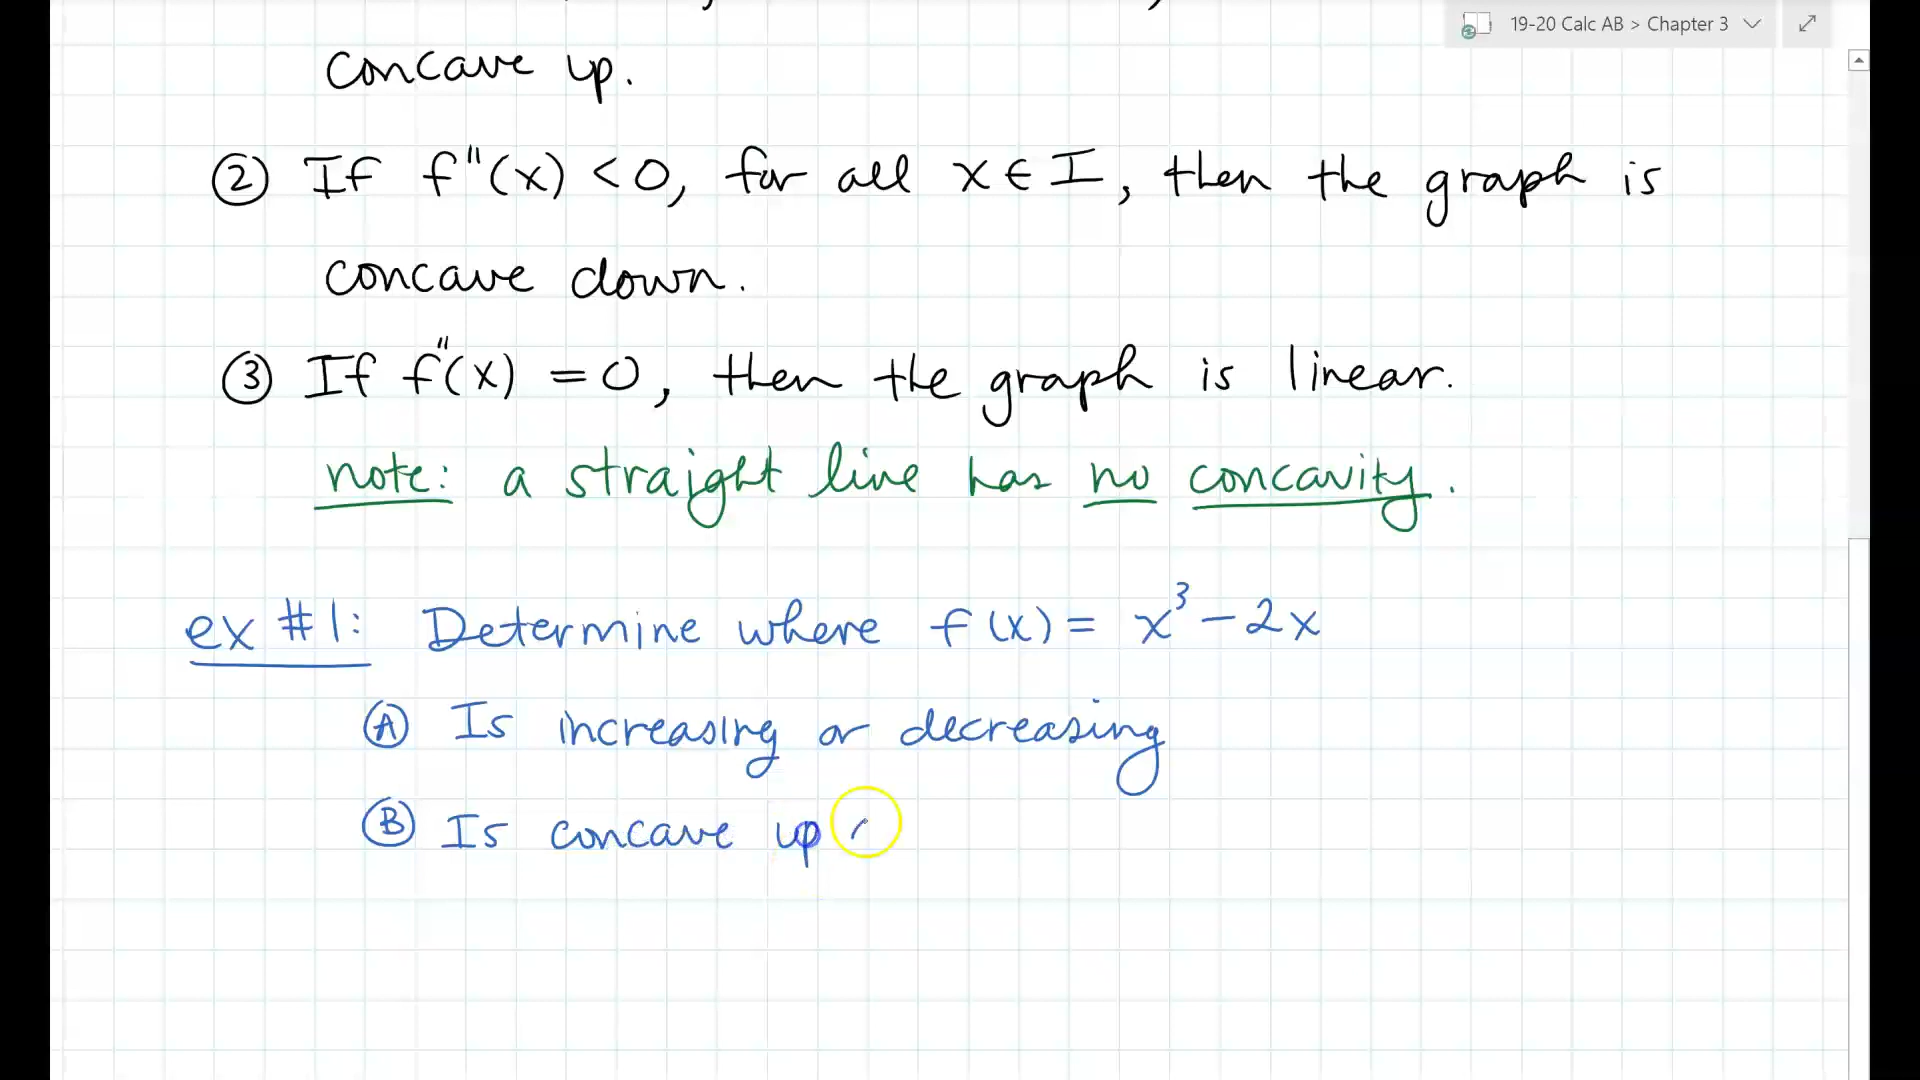 19-20 Calc AB > Chapter 3
concave up.
② If f"(x) < 0, for all x ∈ I, then the graph is
concave down.
③ If f"(x) = 0, then the graph is linear.
note: a straight line has no concavity.
ex #1: Determine where f(x) = x³ - 2x
Ⓐ Is increasing or decreasing
Ⓑ Is concave up